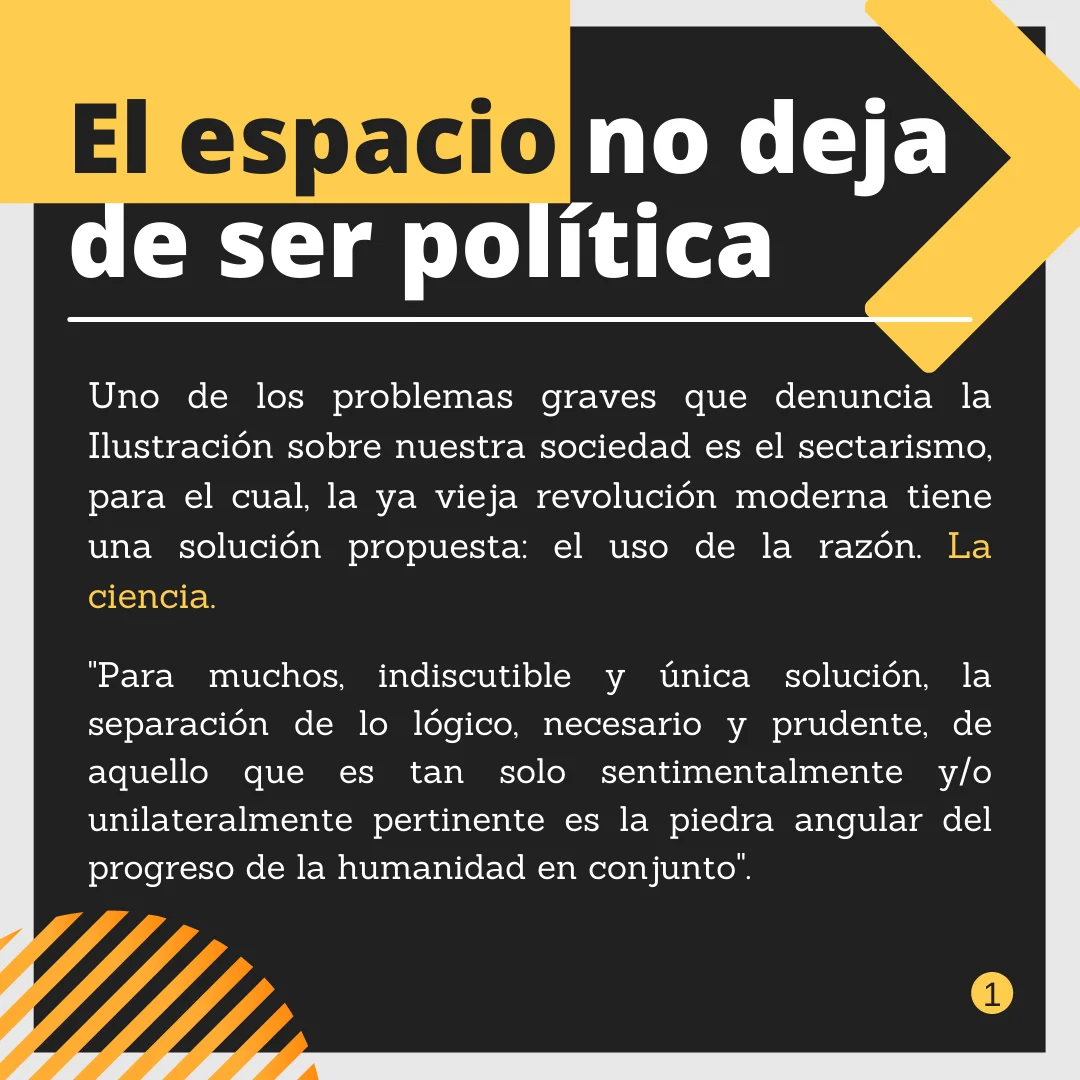 El espacio no deja
de ser política
Uno de los problemas graves que denuncia la
Ilustración sobre nuestra sociedad es el sectarismo,
para el cual, la ya vieja revolución moderna tiene
una solución propuesta: el uso de la razón. La
ciencia.
"Para muchos, indiscutible y única solución, la
separación de lo lógico, necesario y prudente, de
aquello que es tan solo sentimentalmente y/o
unilateralmente pertinente es la piedra angular del
progreso de la humanidad en conjunto".
1